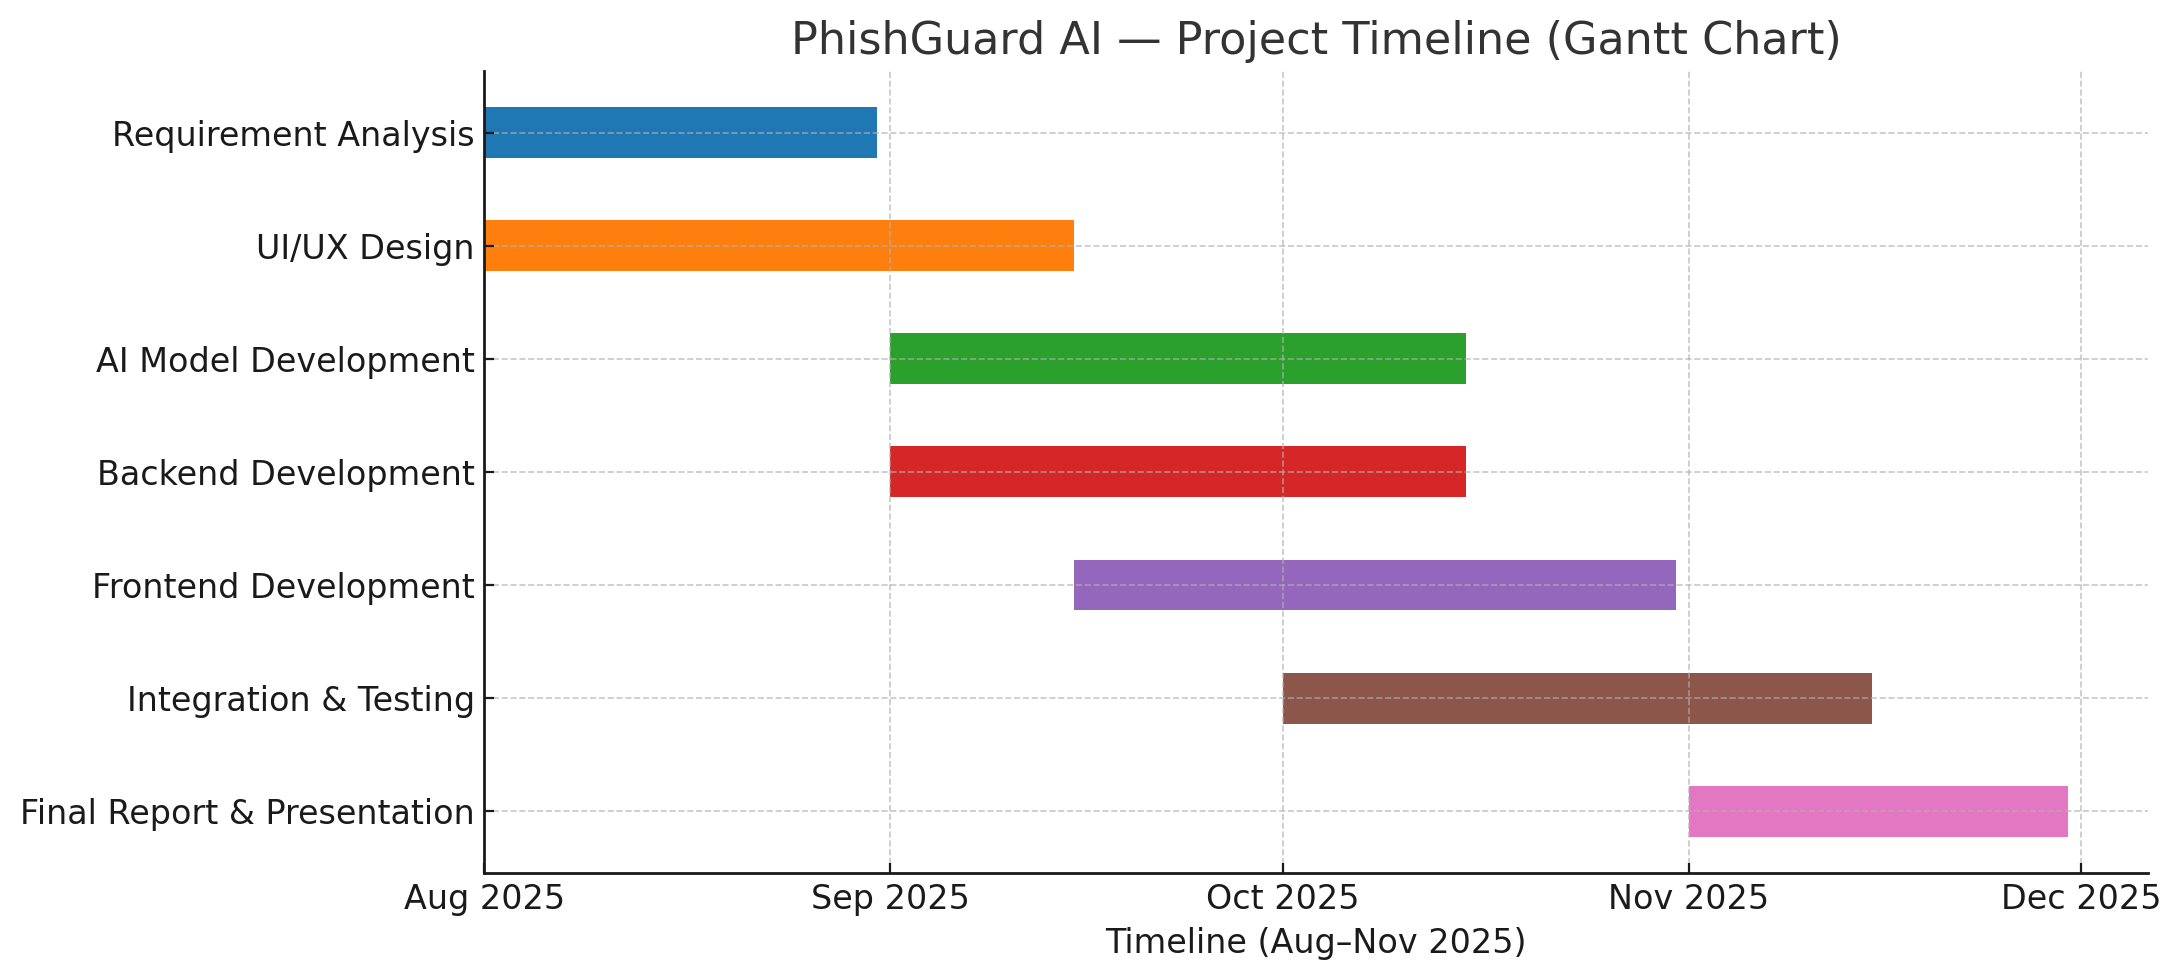 PhishGuard AI — Project Timeline (Gantt Chart)
Requirement Analysis
UI/UX Design
AI Model Development
Backend Development
Frontend Development
Integration & Testing
Final Report & Presentation
Aug 2025 Sep 2025 Oct 2025 Nov 2025 Dec 2025
Timeline (Aug–Nov 2025)